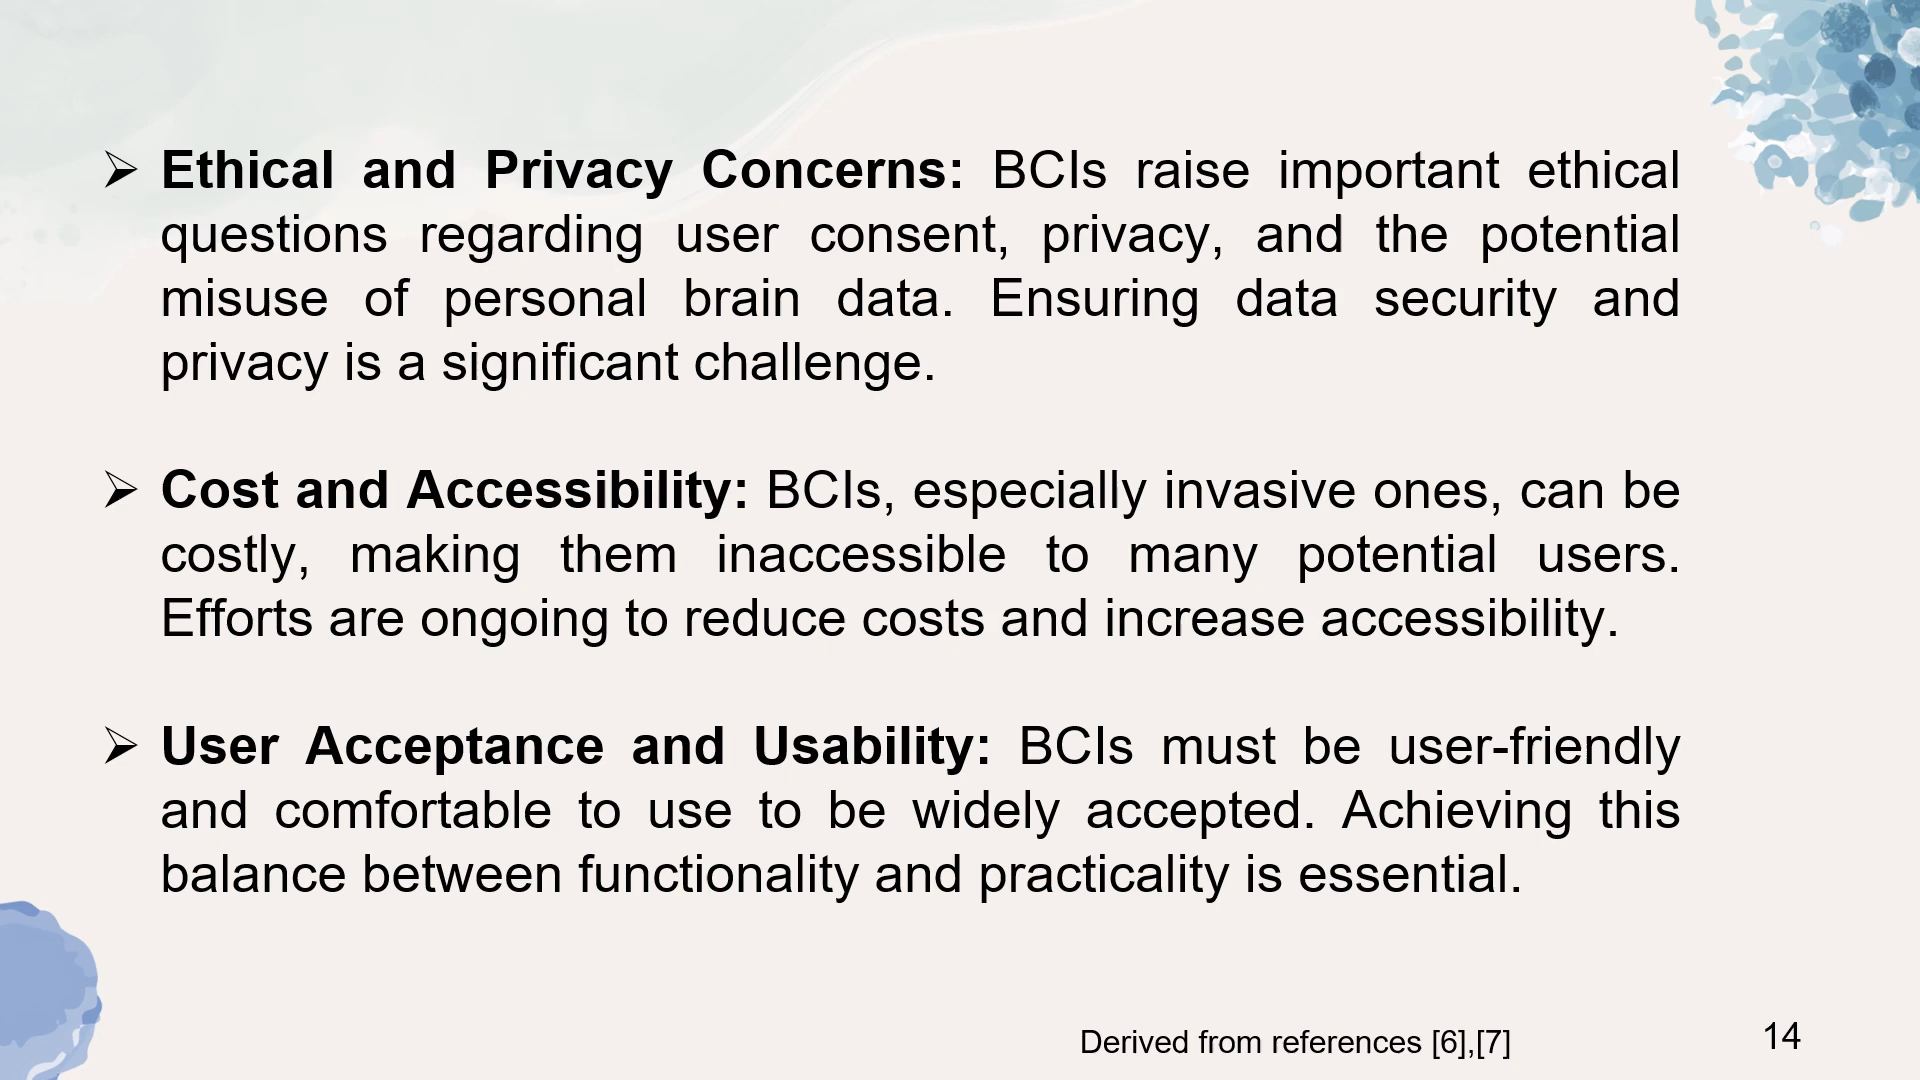 ➢ Ethical and Privacy Concerns: BCIs raise important ethical
questions regarding user consent, privacy, and the potential
misuse of personal brain data. Ensuring data security and
privacy is a significant challenge.
➢ Cost and Accessibility: BCIs, especially invasive ones, can be
costly, making them inaccessible to many potential users.
Efforts are ongoing to reduce costs and increase accessibility.
➢ User Acceptance and Usability: BCIs must be user-friendly
and comfortable to use to be widely accepted. Achieving this
balance between functionality and practicality is essential.
Derived from references [6],[7]
14